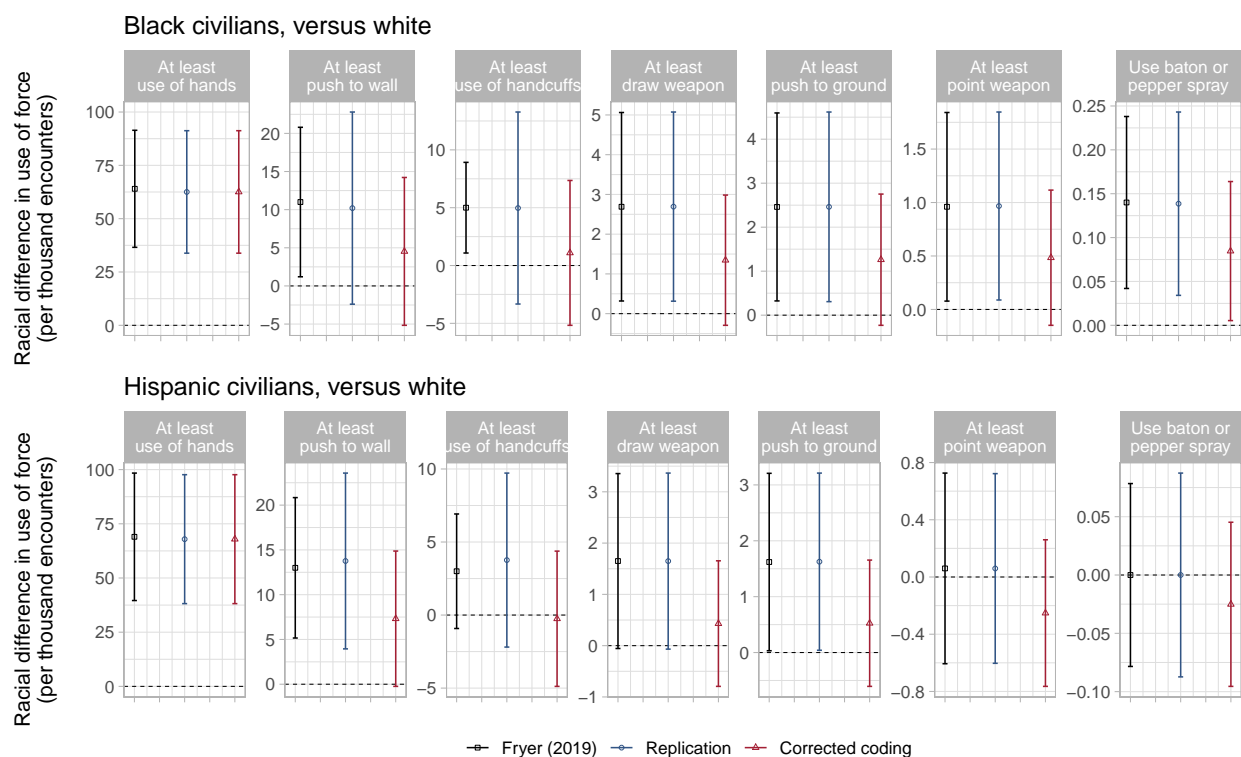 Black civilians, versus white
At least
use of hands
At least
push to wall
At least
use of handcuffs
At least
draw weapon
At least
push to ground
At least
point weapon
Use baton or
pepper spray
Racial difference in use of force
(per thousand encounters)
100
75
50
25
0
20
15
10
5
0
−5
10
5
0
−5
5
4
3
2
1
0
4
3
2
1
0
1.5
1.0
0.5
0.0
0.25
0.20
0.15
0.10
0.05
0.00
Hispanic civilians, versus white
At least
use of hands
At least
push to wall
At least
use of handcuffs
At least
draw weapon
At least
push to ground
At least
point weapon
Use baton or
pepper spray
Racial difference in use of force
(per thousand encounters)
100
75
50
25
0
20
15
10
5
0
10
5
0
−5
3
2
1
0
−1
3
2
1
0
0.8
0.4
0.0
−0.4
−0.8
0.05
0.00
−0.05
−0.10
Fryer (2019) Replication Corrected coding